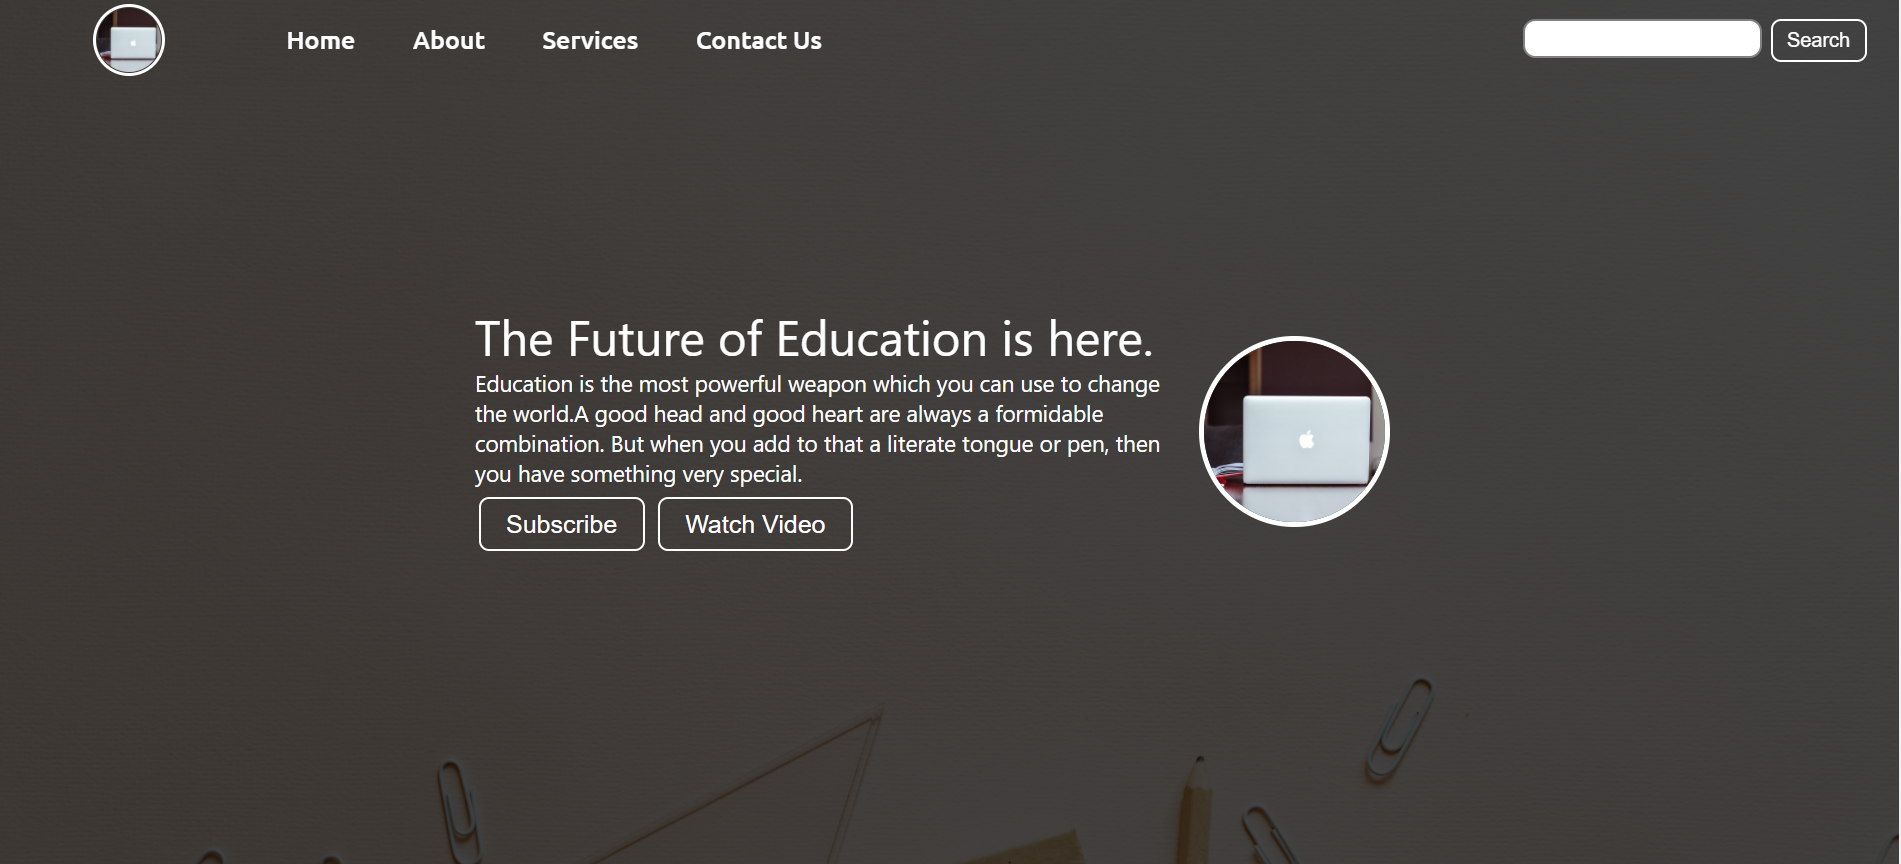 Home About Services Contact Us Search
The Future of Education is here.
Education is the most powerful weapon which you can use to change
the world.A good head and good heart are always a formidable
combination. But when you add to that a literate tongue or pen, then
you have something very special.
Subscribe Watch Video